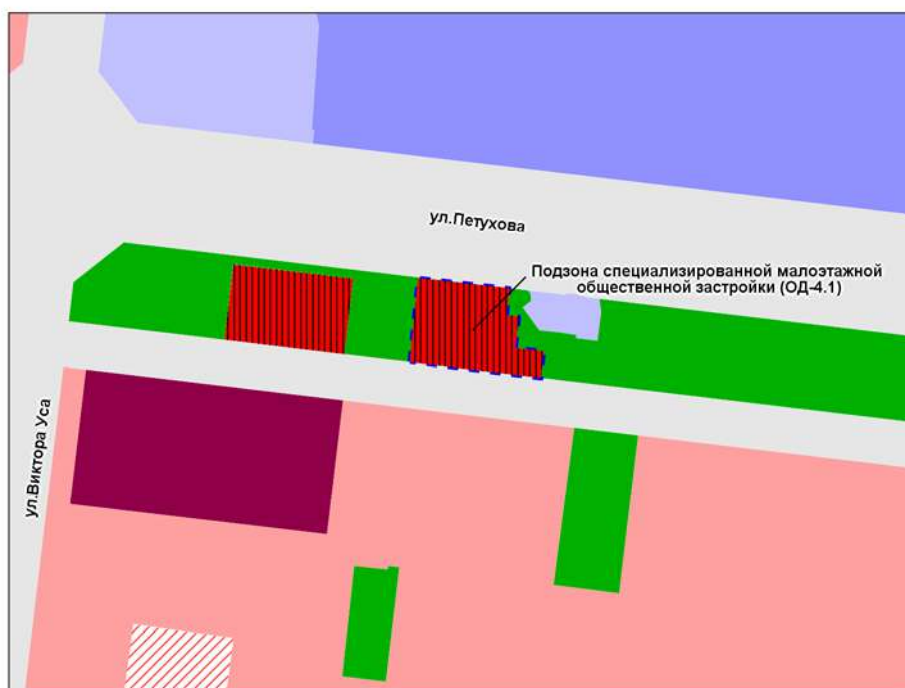 ул.Петухова
Подзона специализированной малоэтажной
общественной застройки (ОД-4.1)
ул.Виктора Уса